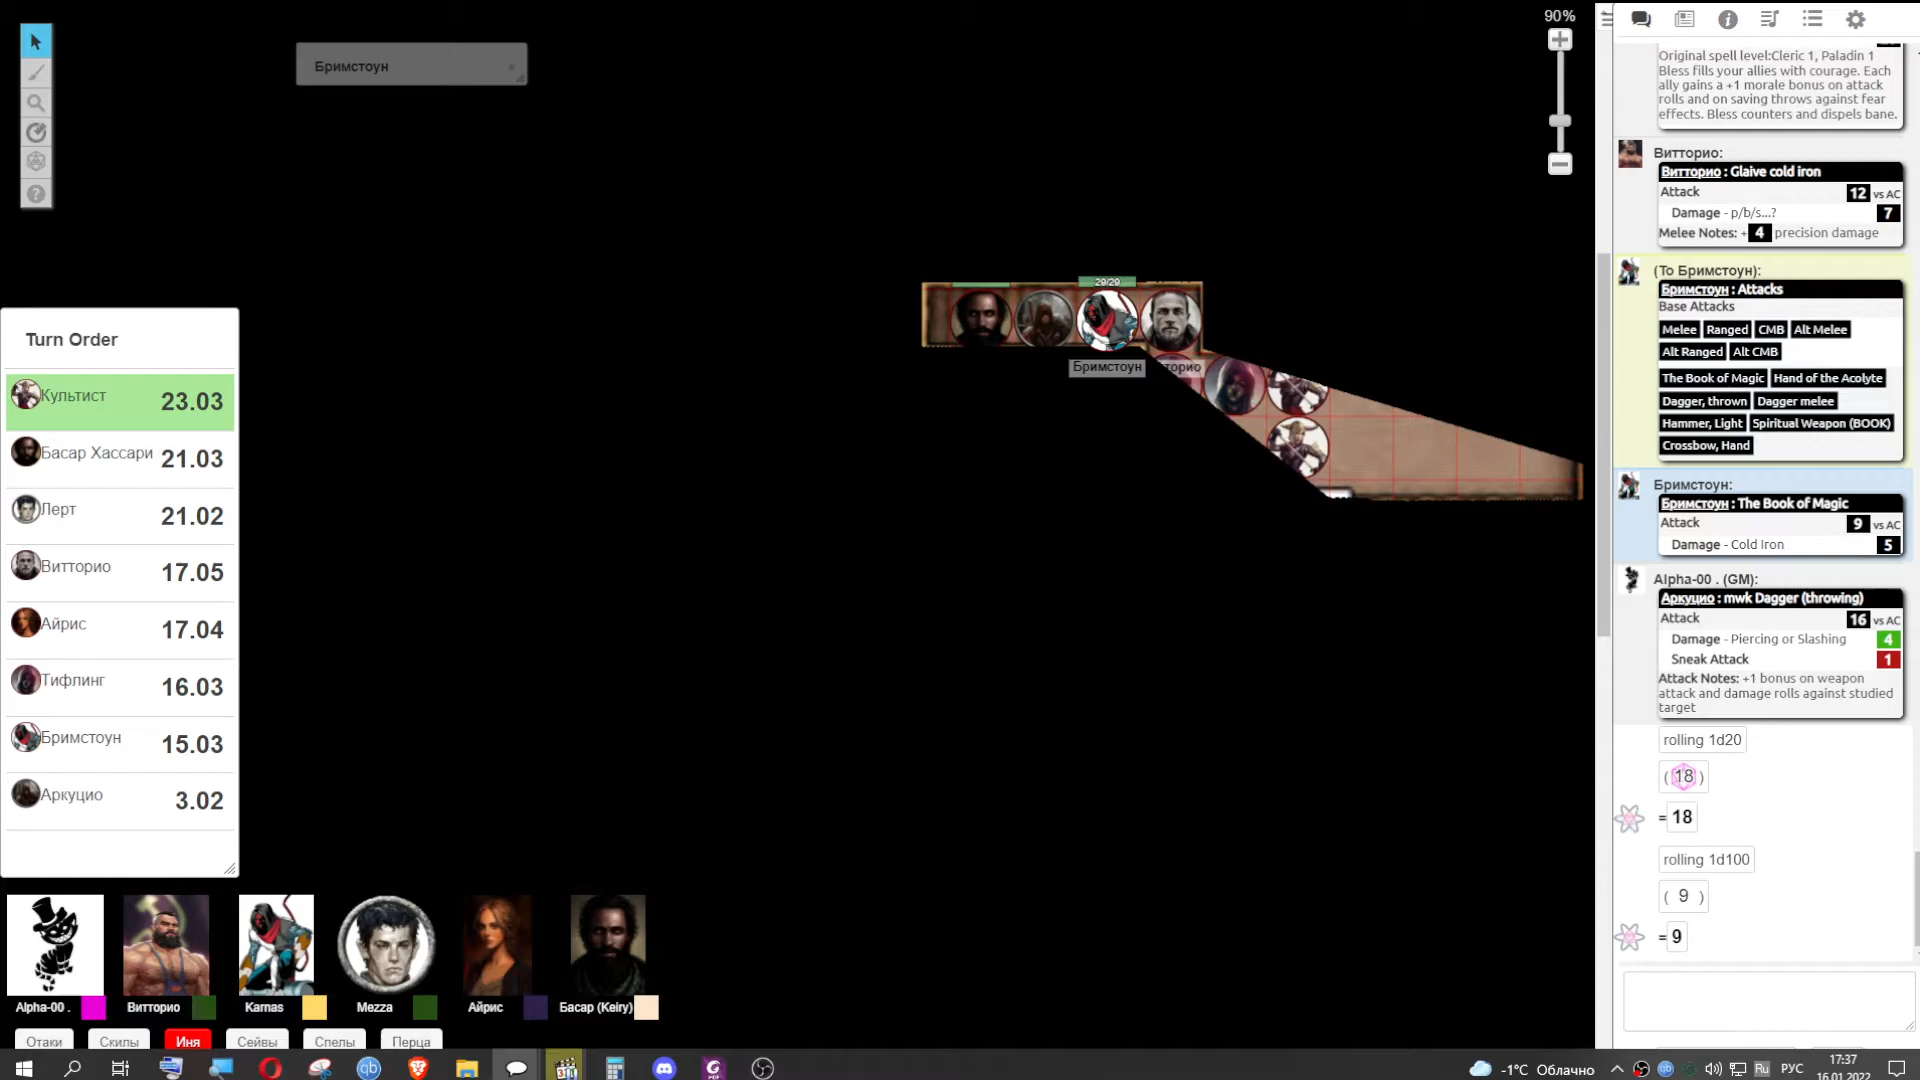 90%
Бримстоун
29/29
Бримстоун
торио
Turn Order
Культист 23.03
Басар Хассари 21.03
Лерт 21.02
Витторио 17.05
Айрис 17.04
Тифлинг 16.03
Бримстоун 15.03
Аркуцио 3.02
Alpha-00 .
Витторио
Karnas
Mezza
Айрис
Басар (Keiry)
Отаки
Скилы
Иня
Сейвы
Спелы
Перца
Original spell level:Cleric 1, Paladin 1
Bless fills your allies with courage. Each
ally gains a +1 morale bonus on attack
rolls and on saving throws against fear
effects. Bless counters and dispels bane.
Витторио:
Витторио : Glaive cold iron
Attack 12 vs AC
Damage - p/b/s...? 7
Melee Notes: + 4 precision damage
(To Бримстоун):
Бримстоун : Attacks
Base Attacks
Melee Ranged CMB Alt Melee
Alt Ranged Alt CMB
The Book of Magic Hand of the Acolyte
Dagger, thrown Dagger melee
Hammer, Light Spiritual Weapon (BOOK)
Crossbow, Hand
Бримстоун:
Бримстоун : The Book of Magic
Attack 9 vs AC
Damage - Cold Iron 5
Alpha-00 . (GM):
Аркуцио : mwk Dagger (throwing)
Attack 16 vs AC
Damage - Piercing or Slashing 4
Sneak Attack 1
Attack Notes: +1 bonus on weapon
attack and damage rolls against studied
target
rolling 1d20
( 18 )
= 18
rolling 1d100
( 9 )
= 9
-1°C Облачно
Ru
РУС
17:37
16.01.2022